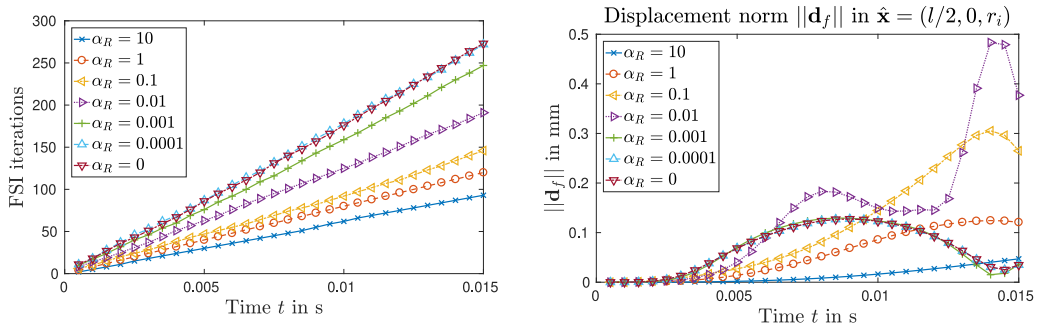 300
250
200
150
100
50
0
FSI iterations
α_R = 10
α_R = 1
α_R = 0.1
α_R = 0.01
α_R = 0.001
α_R = 0.0001
α_R = 0
0.005
0.01
0.015
Time t in s
Displacement norm ||d_f|| in x̂ = (l/2, 0, r_i)
0.5
0.4
0.3
0.2
0.1
0
||d_f|| in mm
α_R = 10
α_R = 1
α_R = 0.1
α_R = 0.01
α_R = 0.001
α_R = 0.0001
α_R = 0
0.005
0.01
0.015
Time t in s